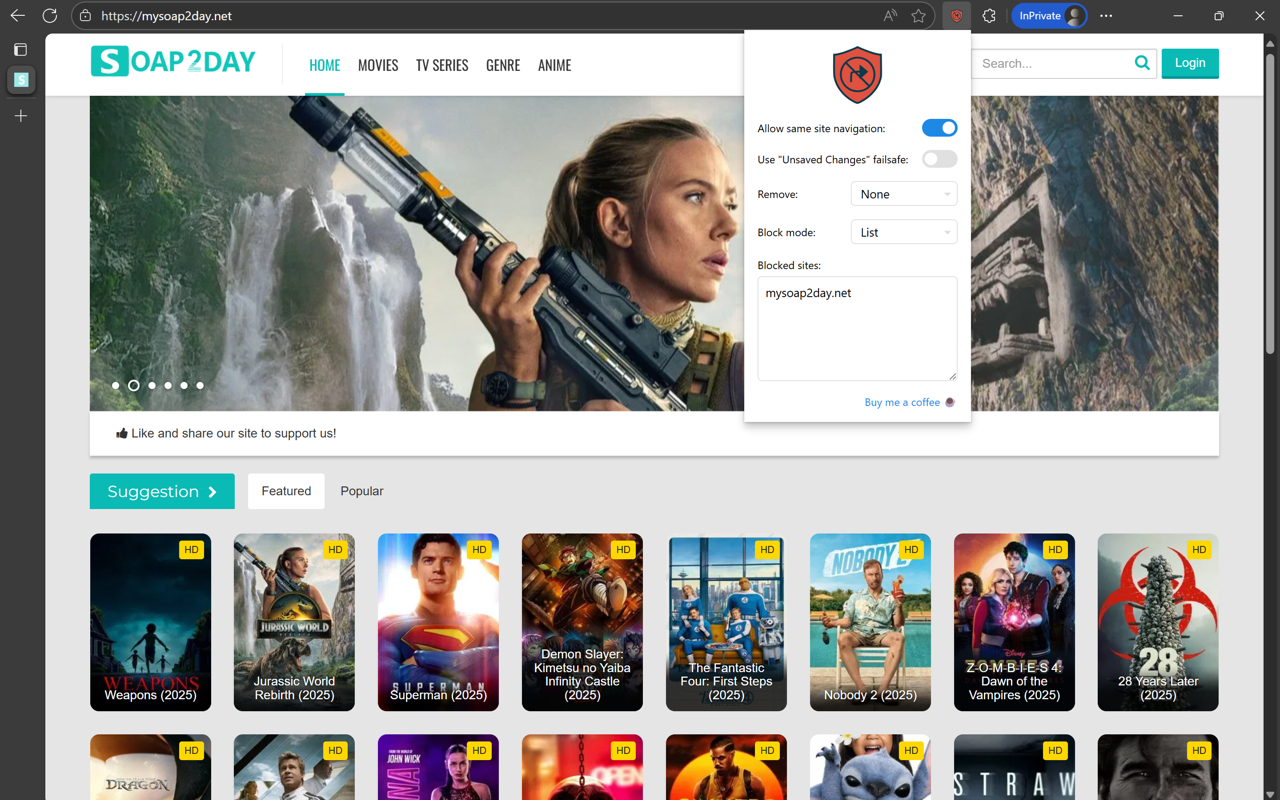 https://mysoap2day.net
InPrivate
SOAP2DAY
HOME
MOVIES
TV SERIES
GENRE
ANIME
Search...
Login
Allow same site navigation:
Use "Unsaved Changes" failsafe:
Remove:
None
Block mode:
List
Blocked sites:
mysoap2day.net
Buy me a coffee
Like and share our site to support us!
Suggestion
Featured
Popular
HD
HD
HD
HD
HD
HD
HD
HD
WEAPONS
Weapons (2025)
JURASSIC WORLD
Jurassic World
Rebirth (2025)
SUPERMAN
Superman (2025)
Demon Slayer:
Kimetsu no Yaiba
Infinity Castle
(2025)
The Fantastic
Four: First Steps
(2025)
NOBODY 2
Nobody 2 (2025)
Disney
Z-O-M-B-I-E-S 4:
Dawn of the
Vampires (2025)
28
28 Years Later
(2025)
HD
HD
HD
HD
HD
HD
HD
HD
DRAGON
FROM THE WORLD OF
JOHN WICK
OPEN
STRAW